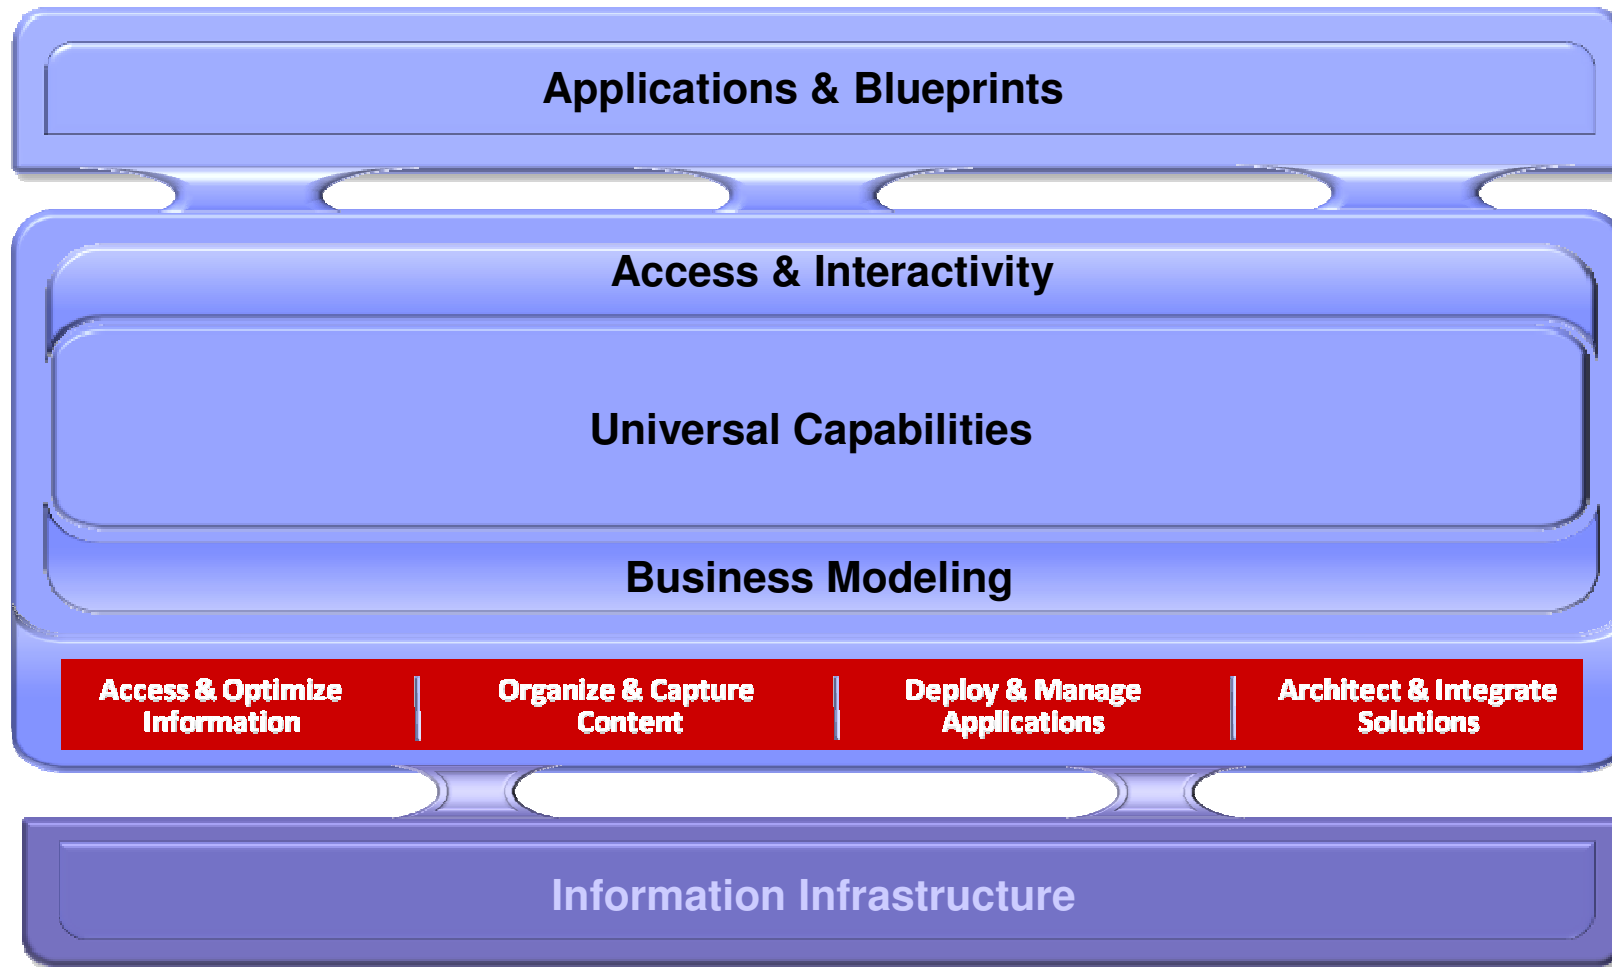 Applications & Blueprints
Access & Interactivity
Universal Capabilities
Business Modeling
Access & Optimize
Information
Organize & Capture
Content
Deploy & Manage
Applications
Architect & Integrate
Solutions
Information Infrastructure